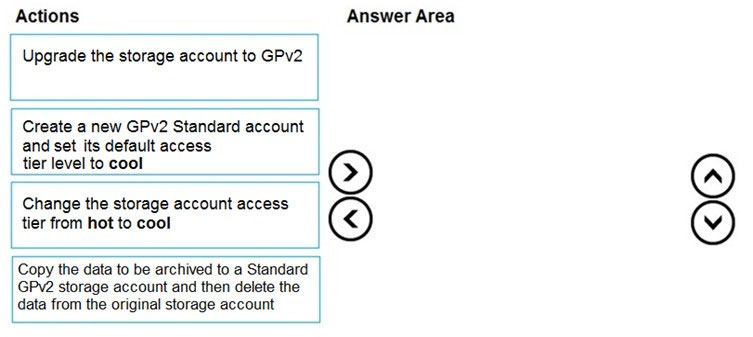 Actions
Answer Area
Upgrade the storage account to GPv2
Create a new GPv2 Standard account
and set its default access
tier level to cool
Change the storage account access
tier from hot to cool
Copy the data to be archived to a Standard
GPv2 storage account and then delete the
data from the original storage account